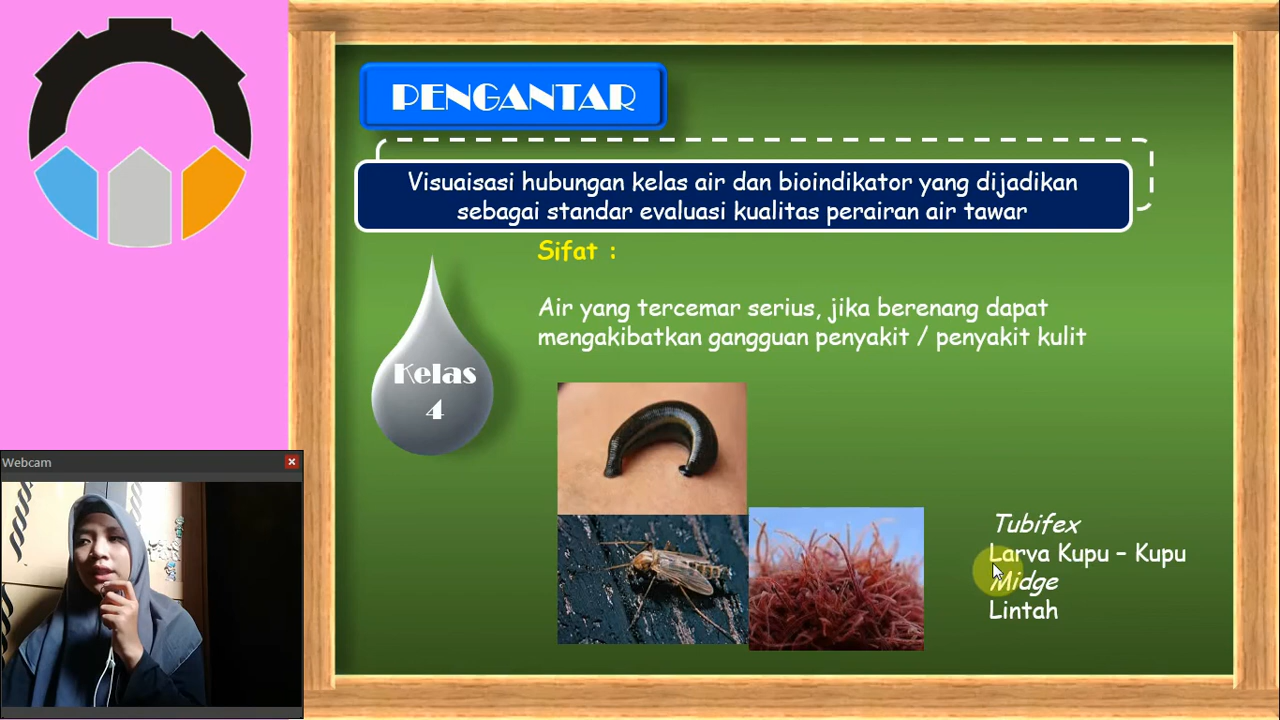 PENGANTAR
Visuaisasi hubungan kelas air dan bioindikator yang dijadikan
sebagai standar evaluasi kualitas perairan air tawar
Sifat :
Air yang tercemar serius, jika berenang dapat
mengakibatkan gangguan penyakit / penyakit kulit
Kelas
4
Tubifex
Larva Kupu – Kupu
Midge
Lintah
Webcam